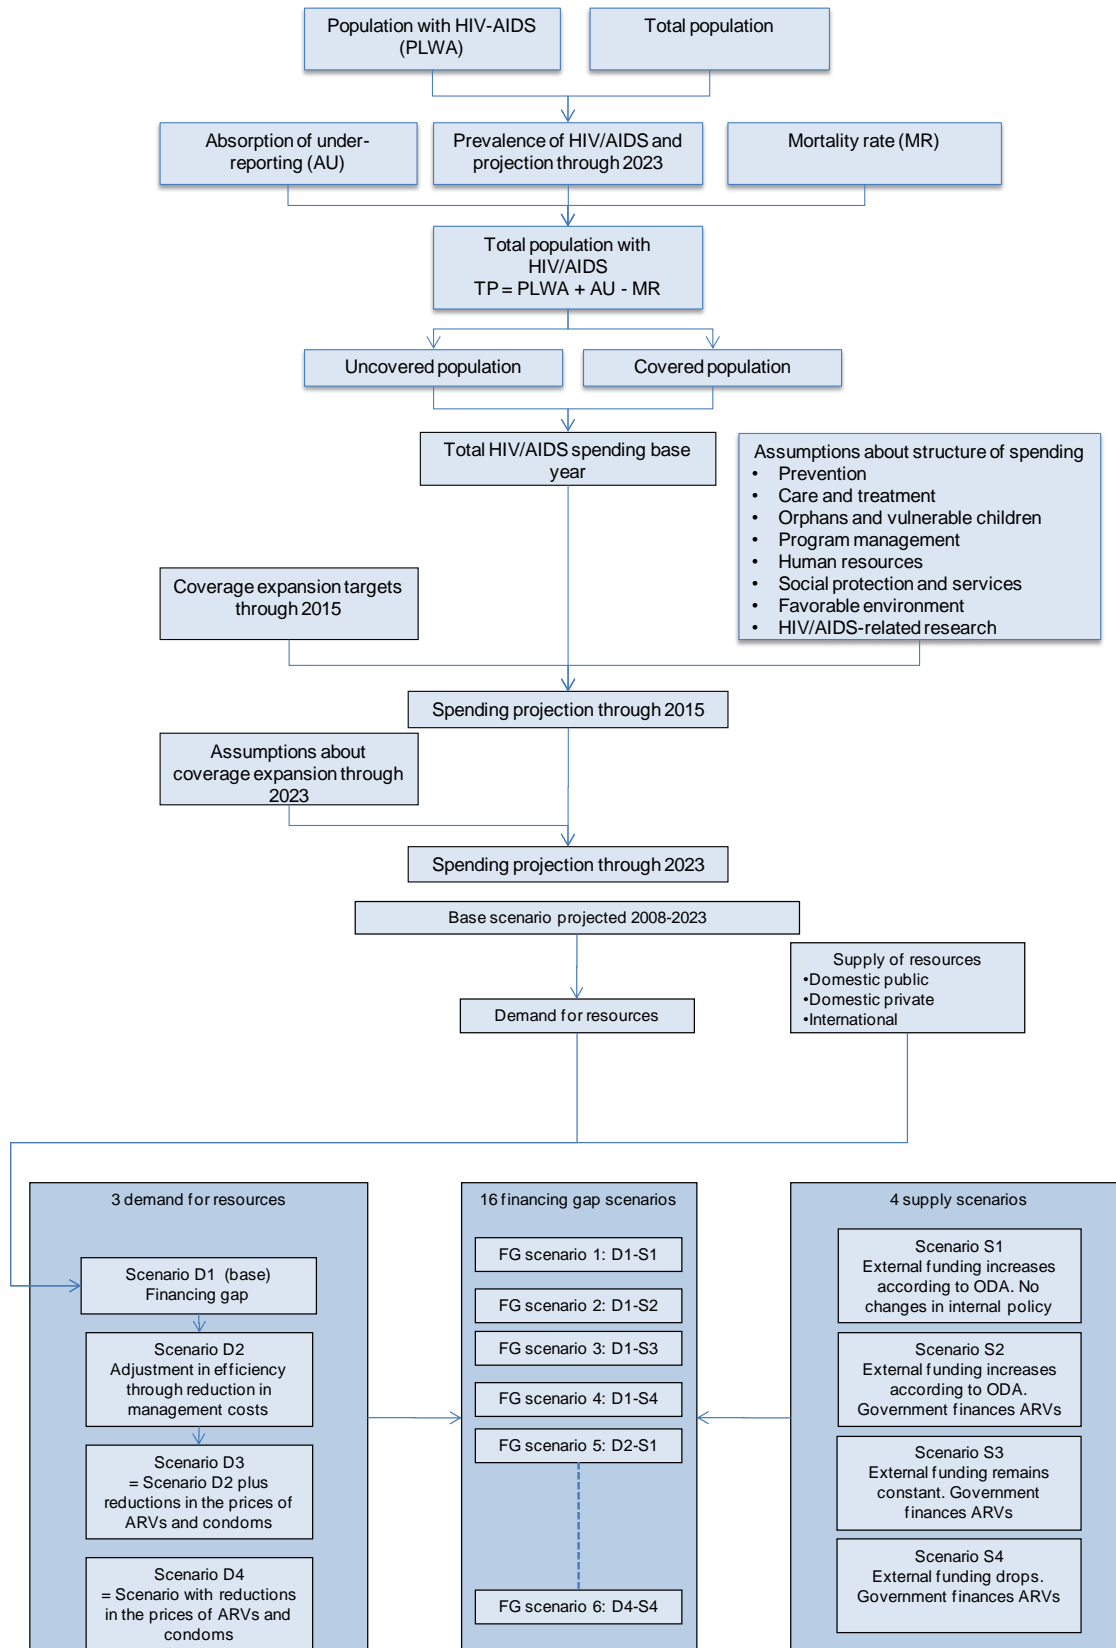 Population with HIV-AIDS
(PLWA)
Total population
Absorption of under-
reporting (AU)
Prevalence of HIV/AIDS and
projection through 2023
Mortality rate (MR)
Total population with
HIV/AIDS
TP = PLWA + AU - MR
Uncovered population
Covered population
Total HIV/AIDS spending base
year
Assumptions about structure of spending
• Prevention
• Care and treatment
• Orphans and vulnerable children
• Program management
• Human resources
• Social protection and services
• Favorable environment
• HIV/AIDS-related research
Coverage expansion targets
through 2015
Spending projection through 2015
Assumptions about
coverage expansion through
2023
Spending projection through 2023
Base scenario projected 2008-2023
Supply of resources
•Domestic public
•Domestic private
•International
Demand for resources
3 demand for resources
Scenario D1 (base)
Financing gap
Scenario D2
Adjustment in efficiency
through reduction in
management costs
Scenario D3
= Scenario D2 plus
reductions in the prices of
ARVs and condoms
Scenario D4
= Scenario with reductions
in the prices of ARVs and
condoms
16 financing gap scenarios
FG scenario 1: D1-S1
FG scenario 2: D1-S2
FG scenario 3: D1-S3
FG scenario 4: D1-S4
FG scenario 5: D2-S1
FG scenario 6: D4-S4
4 supply scenarios
Scenario S1
External funding increases
according to ODA. No
changes in internal policy
Scenario S2
External funding increases
according to ODA.
Government finances ARVs
Scenario S3
External funding remains
constant. Government
finances ARVs
Scenario S4
External funding drops.
Government finances ARVs